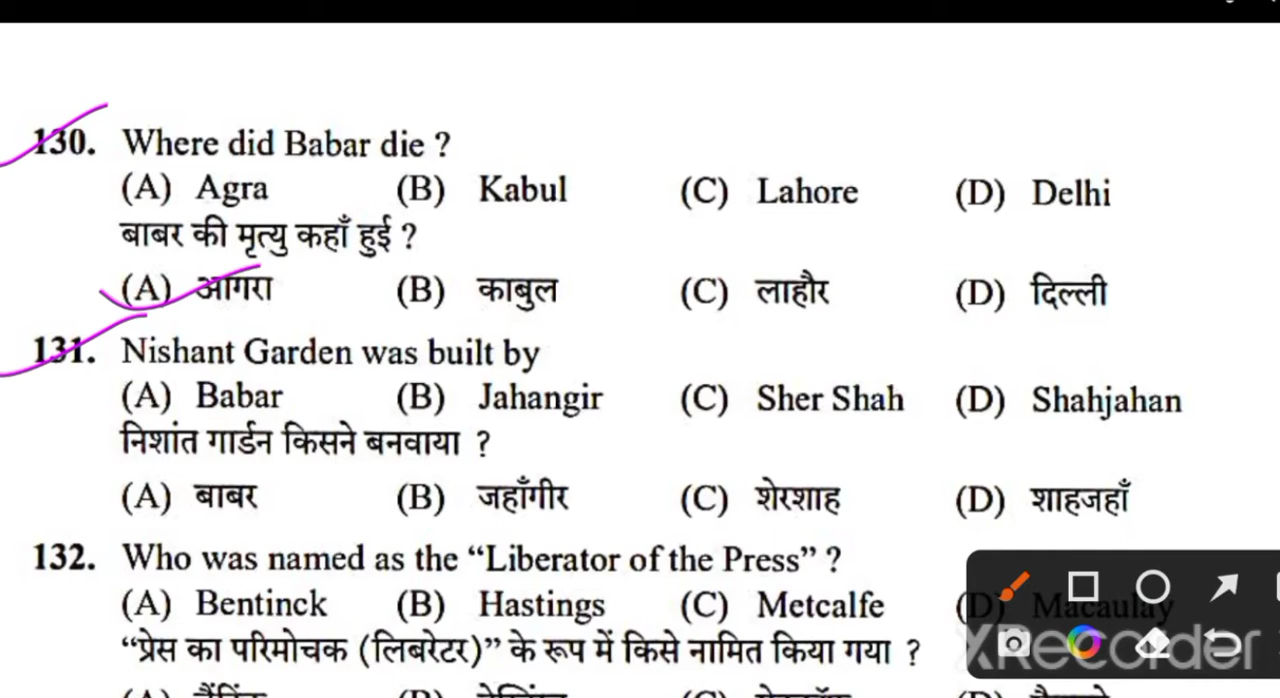 130. Where did Babar die ?
(A) Agra (B) Kabul (C) Lahore (D) Delhi
बाबर की मृत्यु कहाँ हुई ?
(A) आगरा (B) काबुल (C) लाहौर (D) दिल्ली
131. Nishant Garden was built by
(A) Babar (B) Jahangir (C) Sher Shah (D) Shahjahan
निशांत गार्डन किसने बनवाया ?
(A) बाबर (B) जहाँगीर (C) शेरशाह (D) शाहजहाँ
132. Who was named as the “Liberator of the Press” ?
(A) Bentinck (B) Hastings (C) Metcalfe (D) Macaulay
“प्रेस का परिमोचक (लिबरेटर)” के रूप में किसे नामित किया गया ?
XRecorder